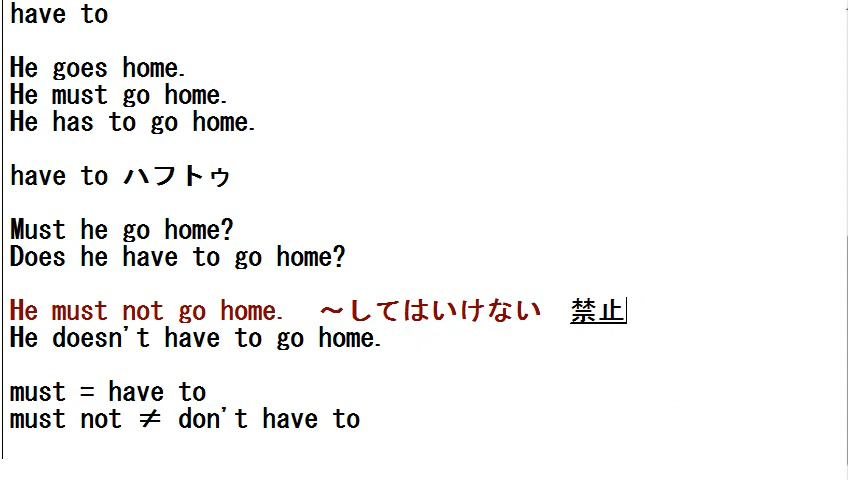 have to
He goes home.
He must go home.
He has to go home.
have to ハフトゥ
Must he go home?
Does he have to go home?
He must not go home. ～してはいけない 禁止
He doesn't have to go home.
must = have to
must not ≠ don't have to